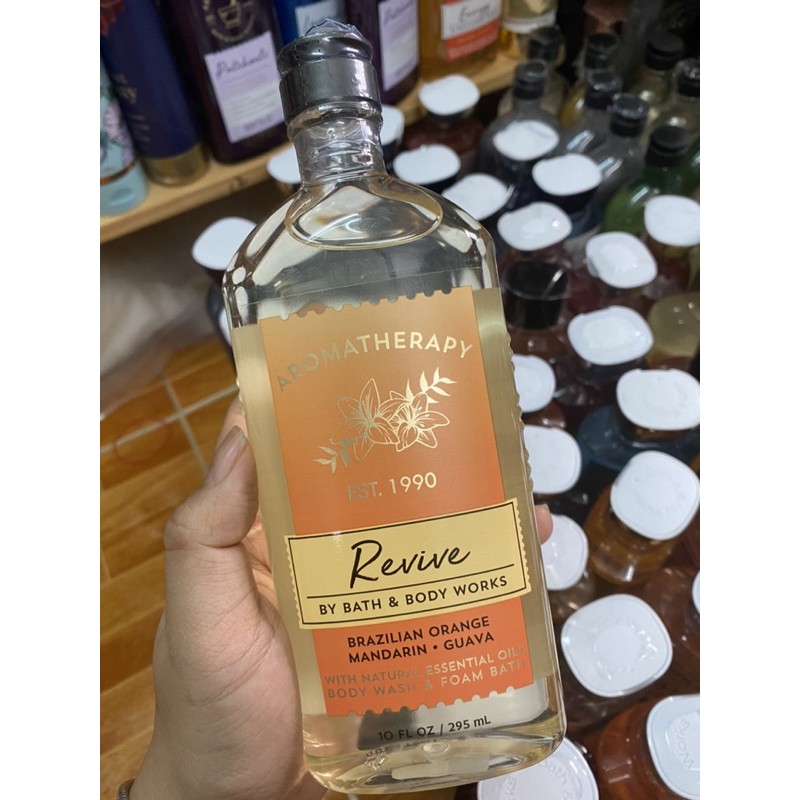 Patchouli
AROMATHERAPY
EST. 1990
Revive
BY BATH & BODY WORKS
BRAZILIAN ORANGE
MANDARIN • GUAVA
WITH NATURAL ESSENTIAL OILS
BODY WASH & FOAM BATH
10 FL OZ / 295 mL